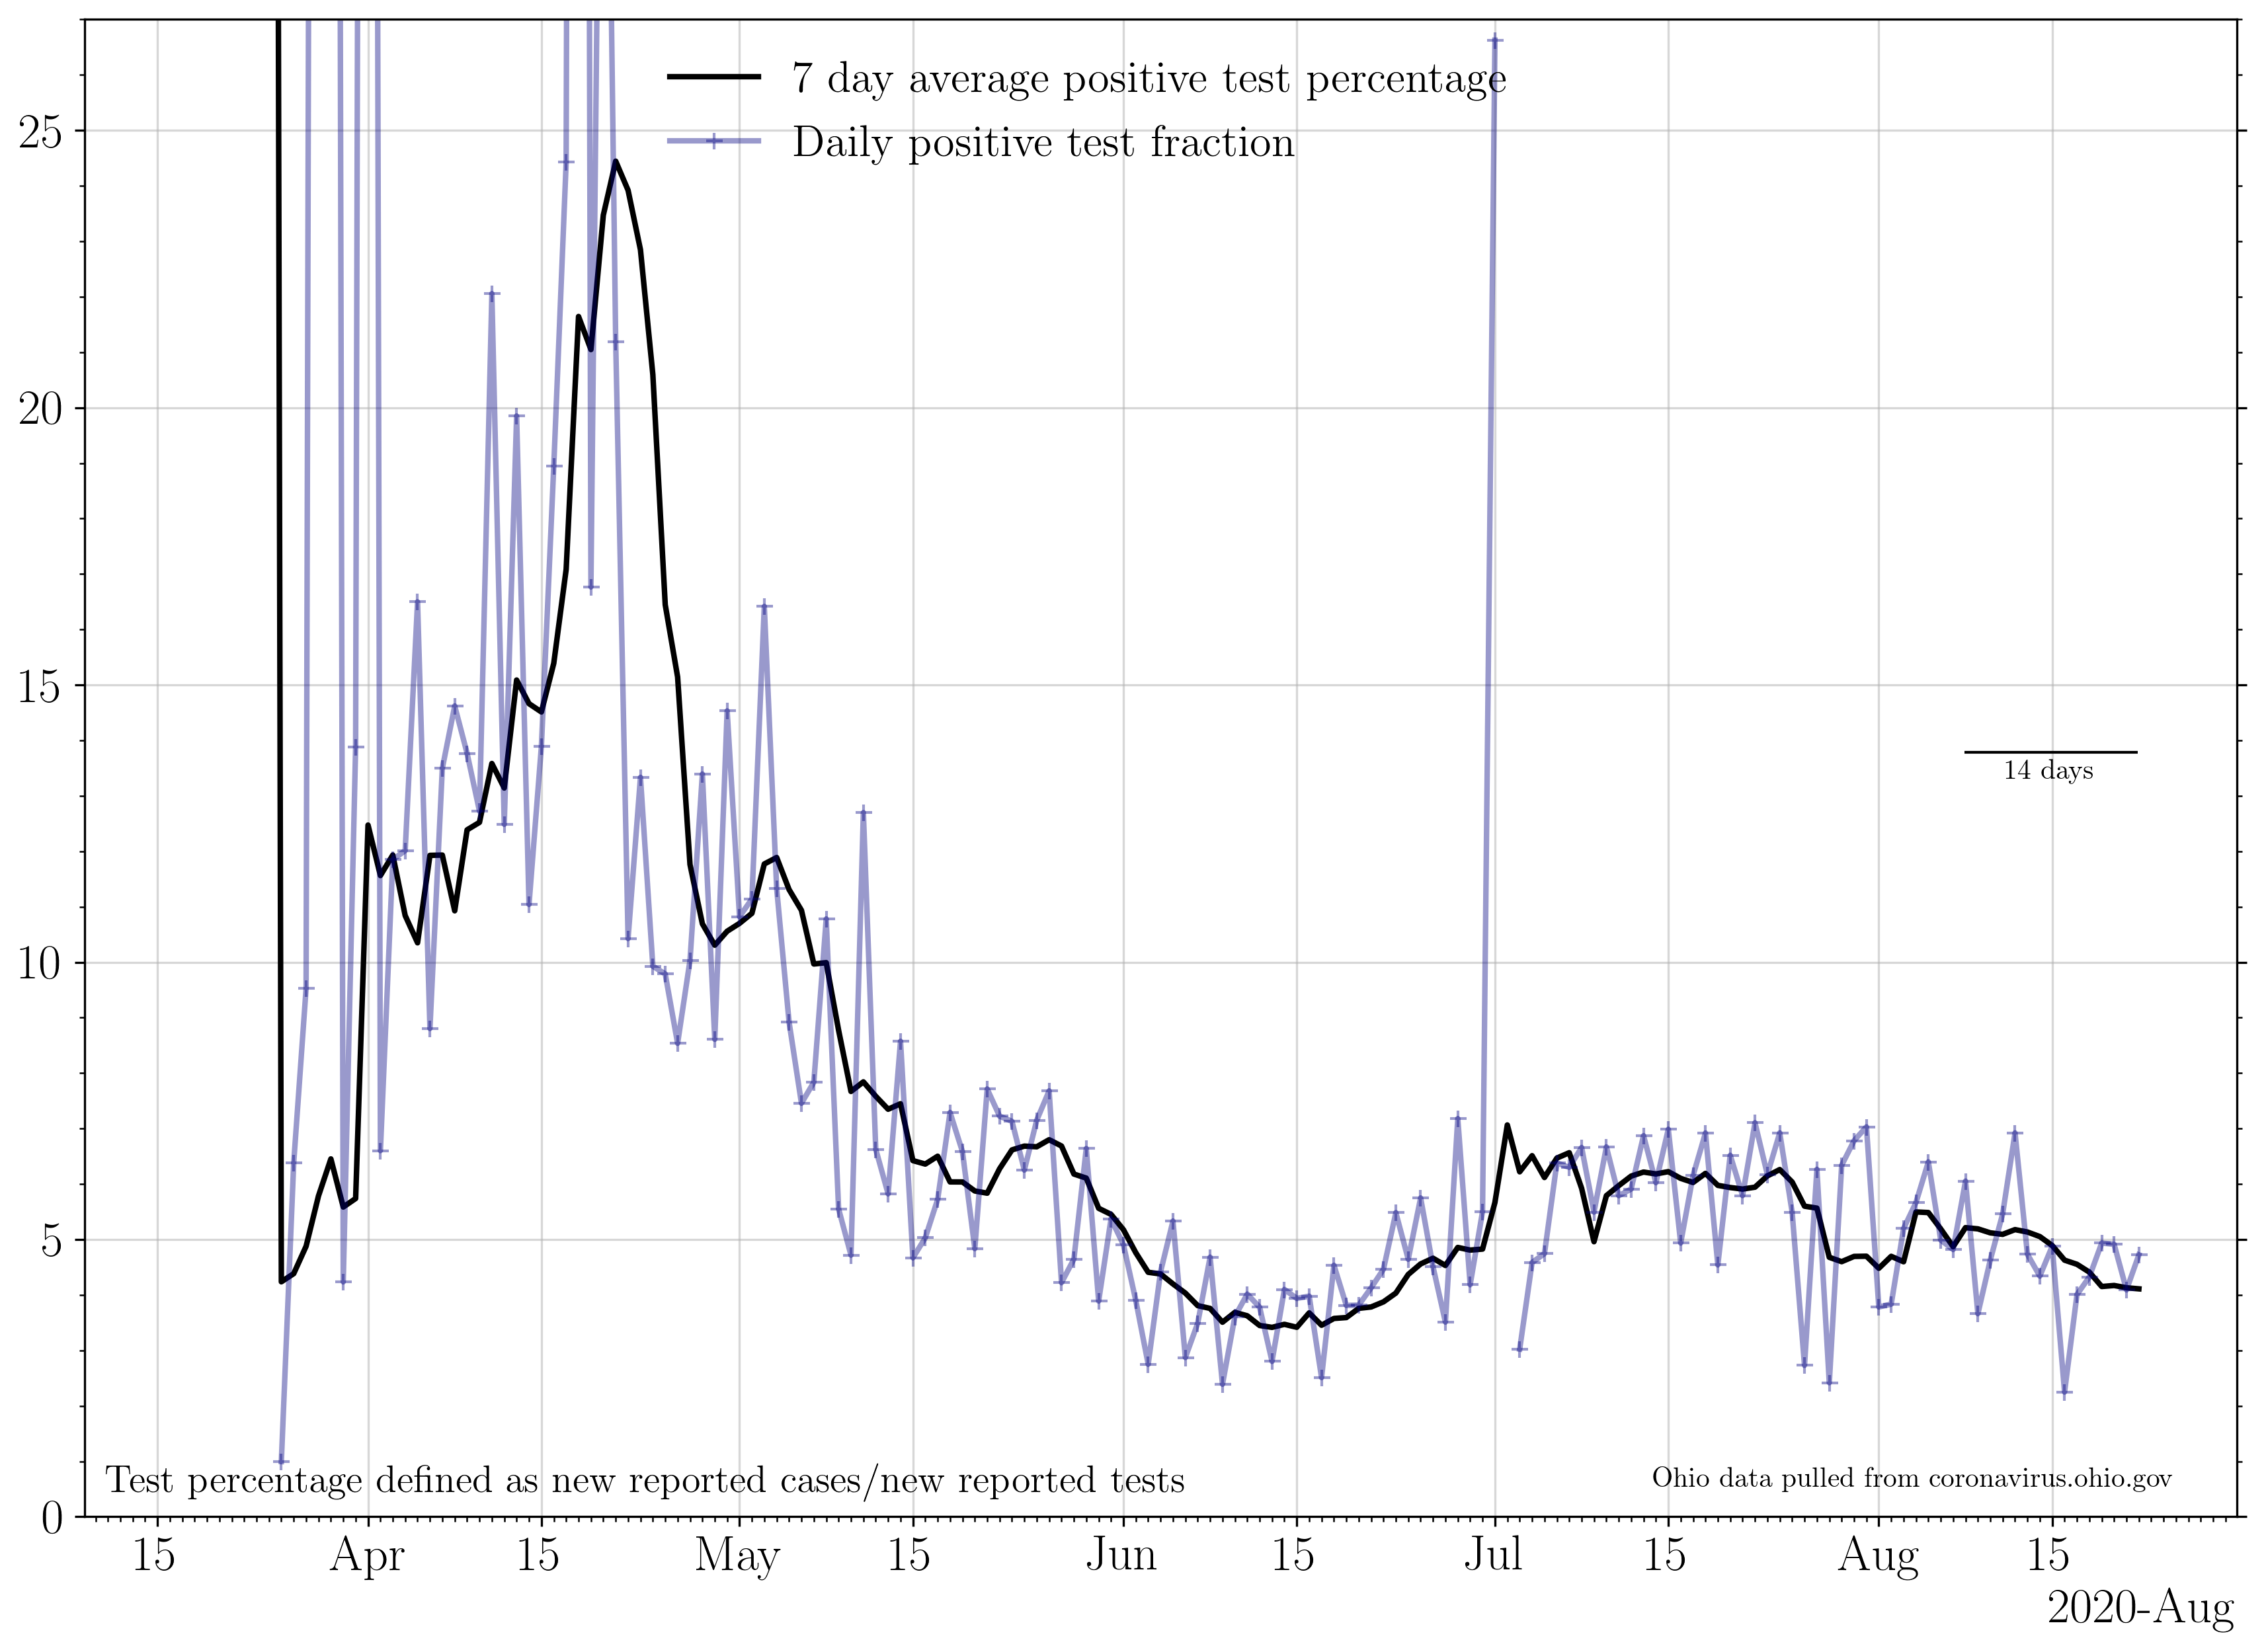 7 day average positive test percentage
Daily positive test fraction
25
20
15
10
5
0
14 days
Test percentage defined as new reported cases/new reported tests
Ohio data pulled from coronavirus.ohio.gov
15 Apr 15 May 15 Jun 15 Jul 15 Aug 15
2020-Aug